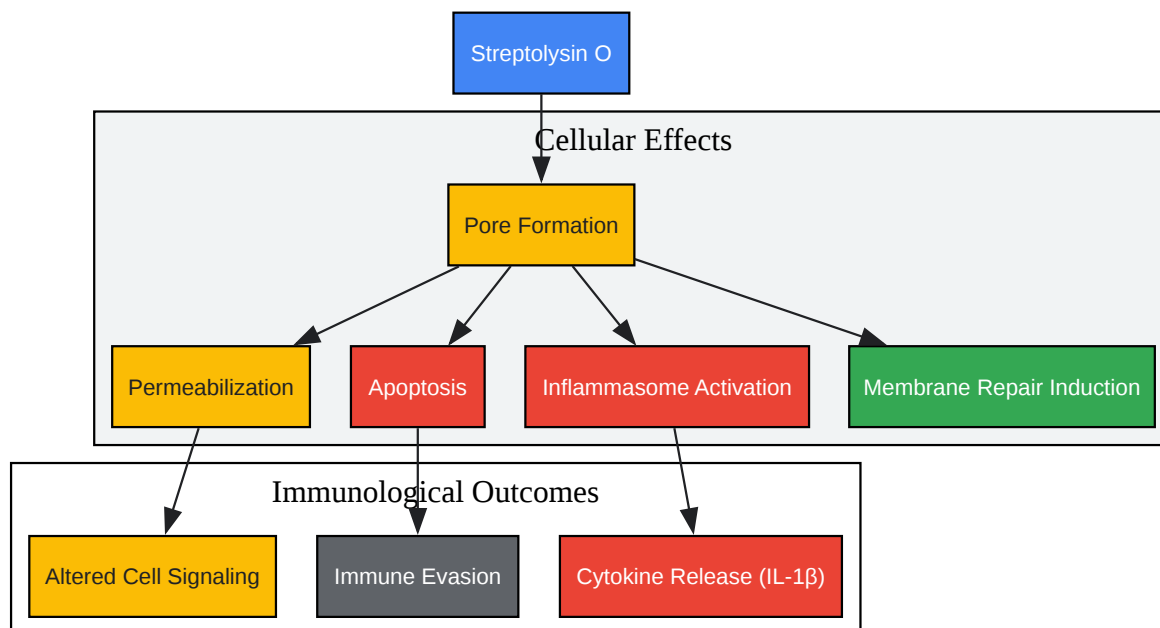 Streptolysin O
Cellular Effects
Pore Formation
Permeabilization
Apoptosis
Inflammasome Activation
Membrane Repair Induction
Immunological Outcomes
Altered Cell Signaling
Immune Evasion
Cytokine Release (IL-1β)